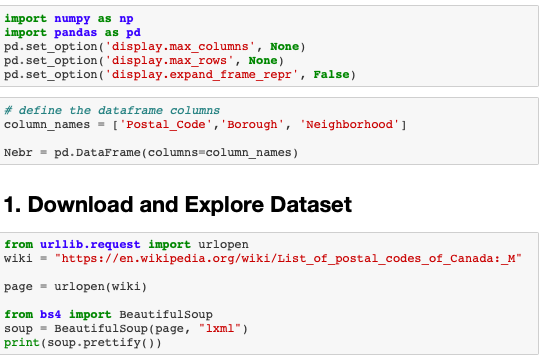 import numpy as np
import pandas as pd
pd.set_option('display.max_columns', None)
pd.set_option('display.max_rows', None)
pd.set_option('display.expand_frame_repr', False)
# define the dataframe columns
column_names = ['Postal_Code','Borough', 'Neighborhood']
Nebr = pd.DataFrame(columns=column_names)
1. Download and Explore Dataset
from urllib.request import urlopen
wiki = "https://en.wikipedia.org/wiki/List_of_postal_codes_of_Canada:_M"
page = urlopen(wiki)
from bs4 import BeautifulSoup
soup = BeautifulSoup(page, "lxml")
print(soup.prettify())